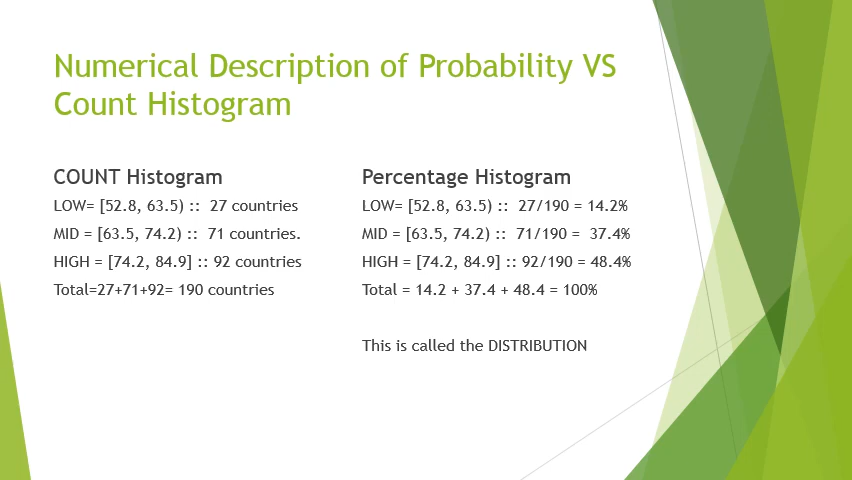 Numerical Description of Probability VS
Count Histogram
COUNT Histogram
LOW= [52.8, 63.5) ::  27 countries
MID = [63.5, 74.2) ::  71 countries.
HIGH = [74.2, 84.9] :: 92 countries
Total=27+71+92= 190 countries
Percentage Histogram
LOW= [52.8, 63.5) ::  27/190 = 14.2%
MID = [63.5, 74.2) ::  71/190 =  37.4%
HIGH = [74.2, 84.9] :: 92/190 = 48.4%
Total = 14.2 + 37.4 + 48.4 = 100%
This is called the DISTRIBUTION